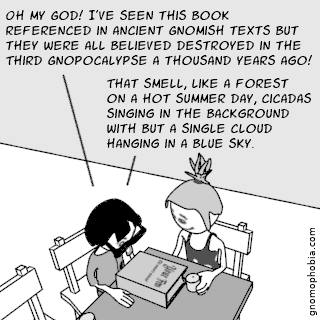 OH MY GOD! I'VE SEEN THIS BOOK
REFERENCED IN ANCIENT GNOMISH TEXTS BUT
THEY WERE ALL BELIEVED DESTROYED IN THE
THIRD GNOPOCALYPSE A THOUSAND YEARS AGO!
THAT SMELL, LIKE A FOREST
ON A HOT SUMMER DAY, CICADAS
SINGING IN THE BACKGROUND
WITH BUT A SINGLE CLOUD
HANGING IN A BLUE SKY.
gnomophobia.com